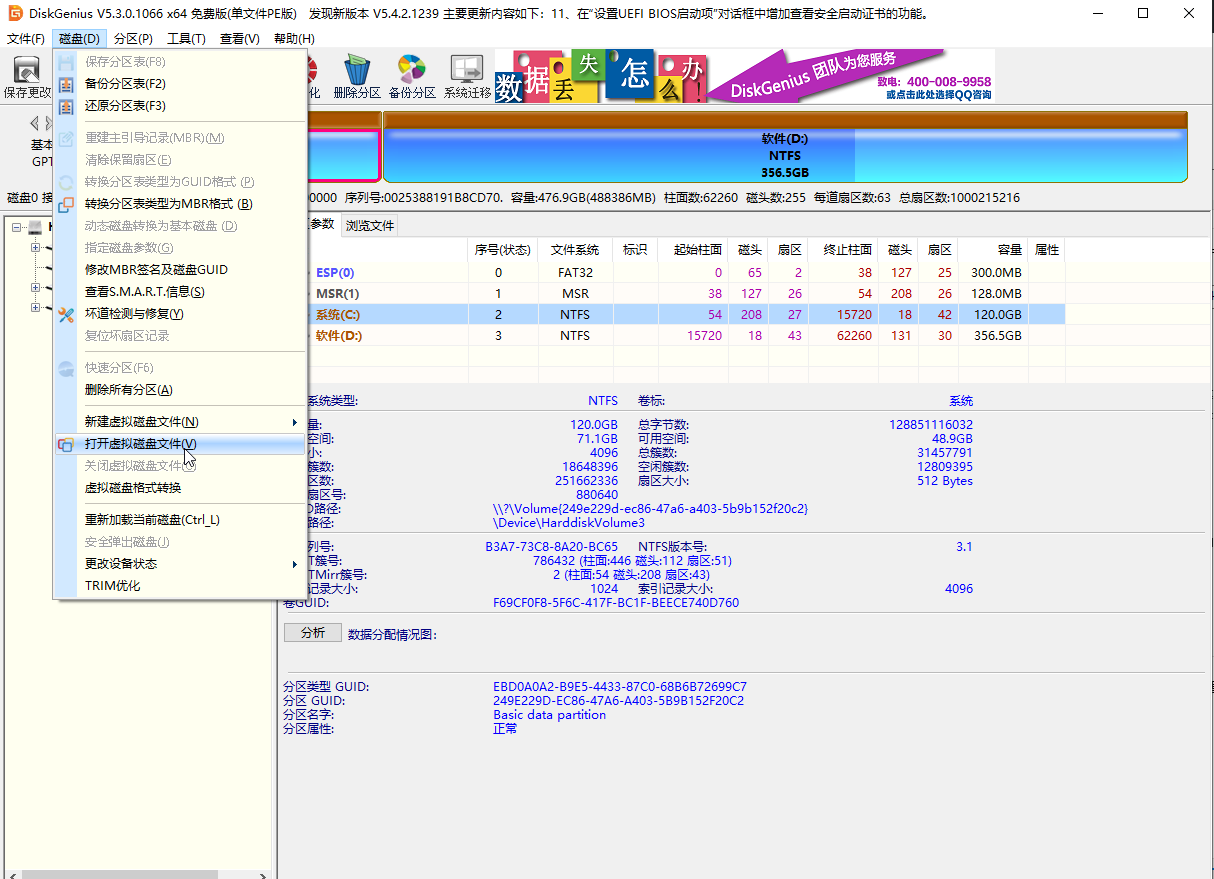 DiskGenius V5.3.0.1066 x64 免费版(单文件PE版) 发现新版本 V5.4.2.1239 主要更新内容如下：11、在“设置UEFI BIOS启动项”对话框中增加查看安全启动证书的功能。
文件(F) 磁盘(D) 分区(P) 工具(T) 查看(V) 帮助(H)
保存更改 化 删除分区 备份分区 系统迁移
数据丢失怎么办！
DiskGenius 团队为您服务
致电：400-008-9958
或点击此处选择QQ咨询
保存分区表(F8)
备份分区表(F2)
还原分区表(F3)
重建主引导记录(MBR)(M)
清除保留扇区(E)
转换分区表类型为GUID格式 (P)
转换分区表类型为MBR格式 (B)
动态磁盘转换为基本磁盘 (D)
指定磁盘参数(G)
修改MBR签名及磁盘GUID
查看S.M.A.R.T.信息(S)
坏道检测与修复(Y)
复位坏扇区记录
快速分区(F6)
删除所有分区(A)
新建虚拟磁盘文件(N)
打开虚拟磁盘文件(V)
关闭虚拟磁盘文件
虚拟磁盘格式转换
重新加载当前磁盘(Ctrl_L)
安全弹出磁盘(J)
更改设备状态
TRIM优化
基本
GPT
软件(D:)
NTFS
356.5GB
磁盘0 接 0000 序列号:0025388191B8CD70. 容量:476.9GB(488386MB) 柱面数:62260 磁头数:255 每道扇区数:63 总扇区数:1000215216
参数 浏览文件
序号(状态) 文件系统 标识 起始柱面 磁头 扇区 终止柱面 磁头 扇区 容量 属性
ESP(0) 0 FAT32 0 65 2 38 127 25 300.0MB
MSR(1) 1 MSR 38 127 26 54 208 26 128.0MB
系统(C:) 2 NTFS 54 208 27 15720 18 42 120.0GB
软件(D:) 3 NTFS 15720 18 43 62260 131 30 356.5GB
系统类型: NTFS 卷标: 系统
量: 120.0GB 总字节数: 128851116032
空间: 71.1GB 可用空间: 48.9GB
小: 4096 总簇数: 31457791
簇数: 18648396 空闲簇数: 12809395
区数: 251662336 扇区大小: 512 Bytes
扇区号: 880640
路径: \\?\Volume{249e229d-ec86-47a6-a403-5b9b152f20c2}
路径: \Device\HarddiskVolume3
列号: B3A7-73C8-8A20-BC65 NTFS版本号: 3.1
T簇号: 786432 (柱面:446 磁头:112 扇区:51)
TMirr簇号: 2 (柱面:54 磁头:208 扇区:43)
记录大小: 1024 索引记录大小: 4096
卷GUID: F69CF0F8-5F6C-417F-BC1F-BEECE740D760
分析 数据分配情况图:
分区类型 GUID: EBD0A0A2-B9E5-4433-87C0-68B6B72699C7
分区 GUID: 249E229D-EC86-47A6-A403-5B9B152F20C2
分区名字: Basic data partition
分区属性: 正常